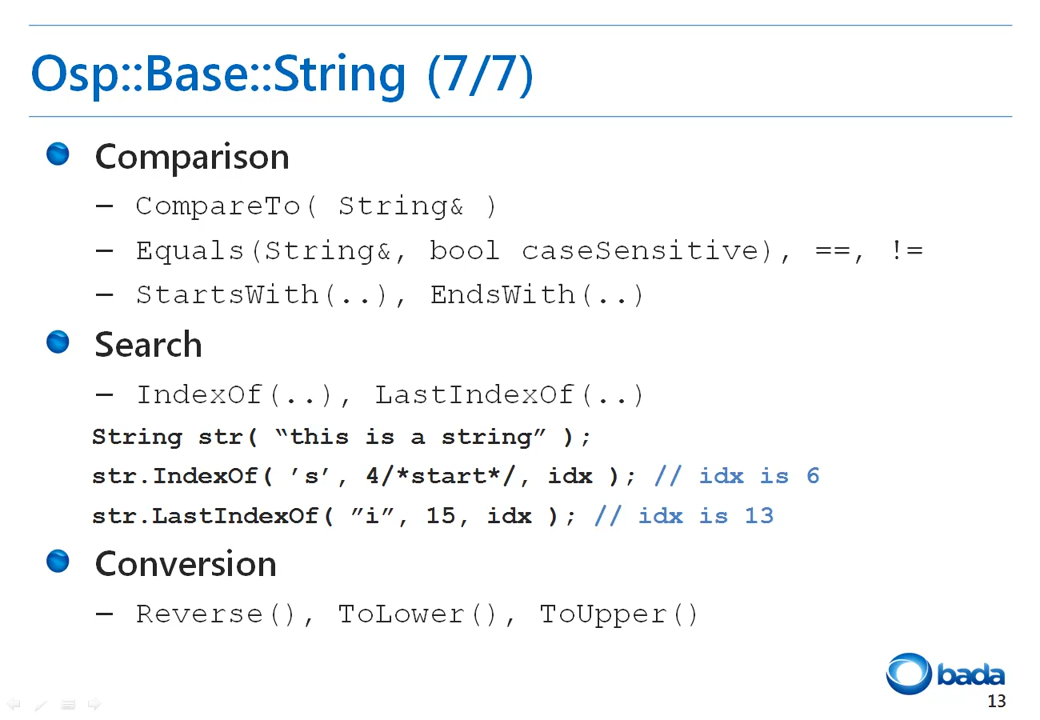 Osp::Base::String (7/7)
Comparison
– CompareTo( String& )
– Equals(String&, bool caseSensitive), ==, !=
– StartsWith(..), EndsWith(..)
Search
– IndexOf(..), LastIndexOf(..)
String str( “this is a string” );
str.IndexOf( ’s’, 4/*start*/, idx ); // idx is 6
str.LastIndexOf( ”i”, 15, idx ); // idx is 13
Conversion
– Reverse(), ToLower(), ToUpper()
bada
13